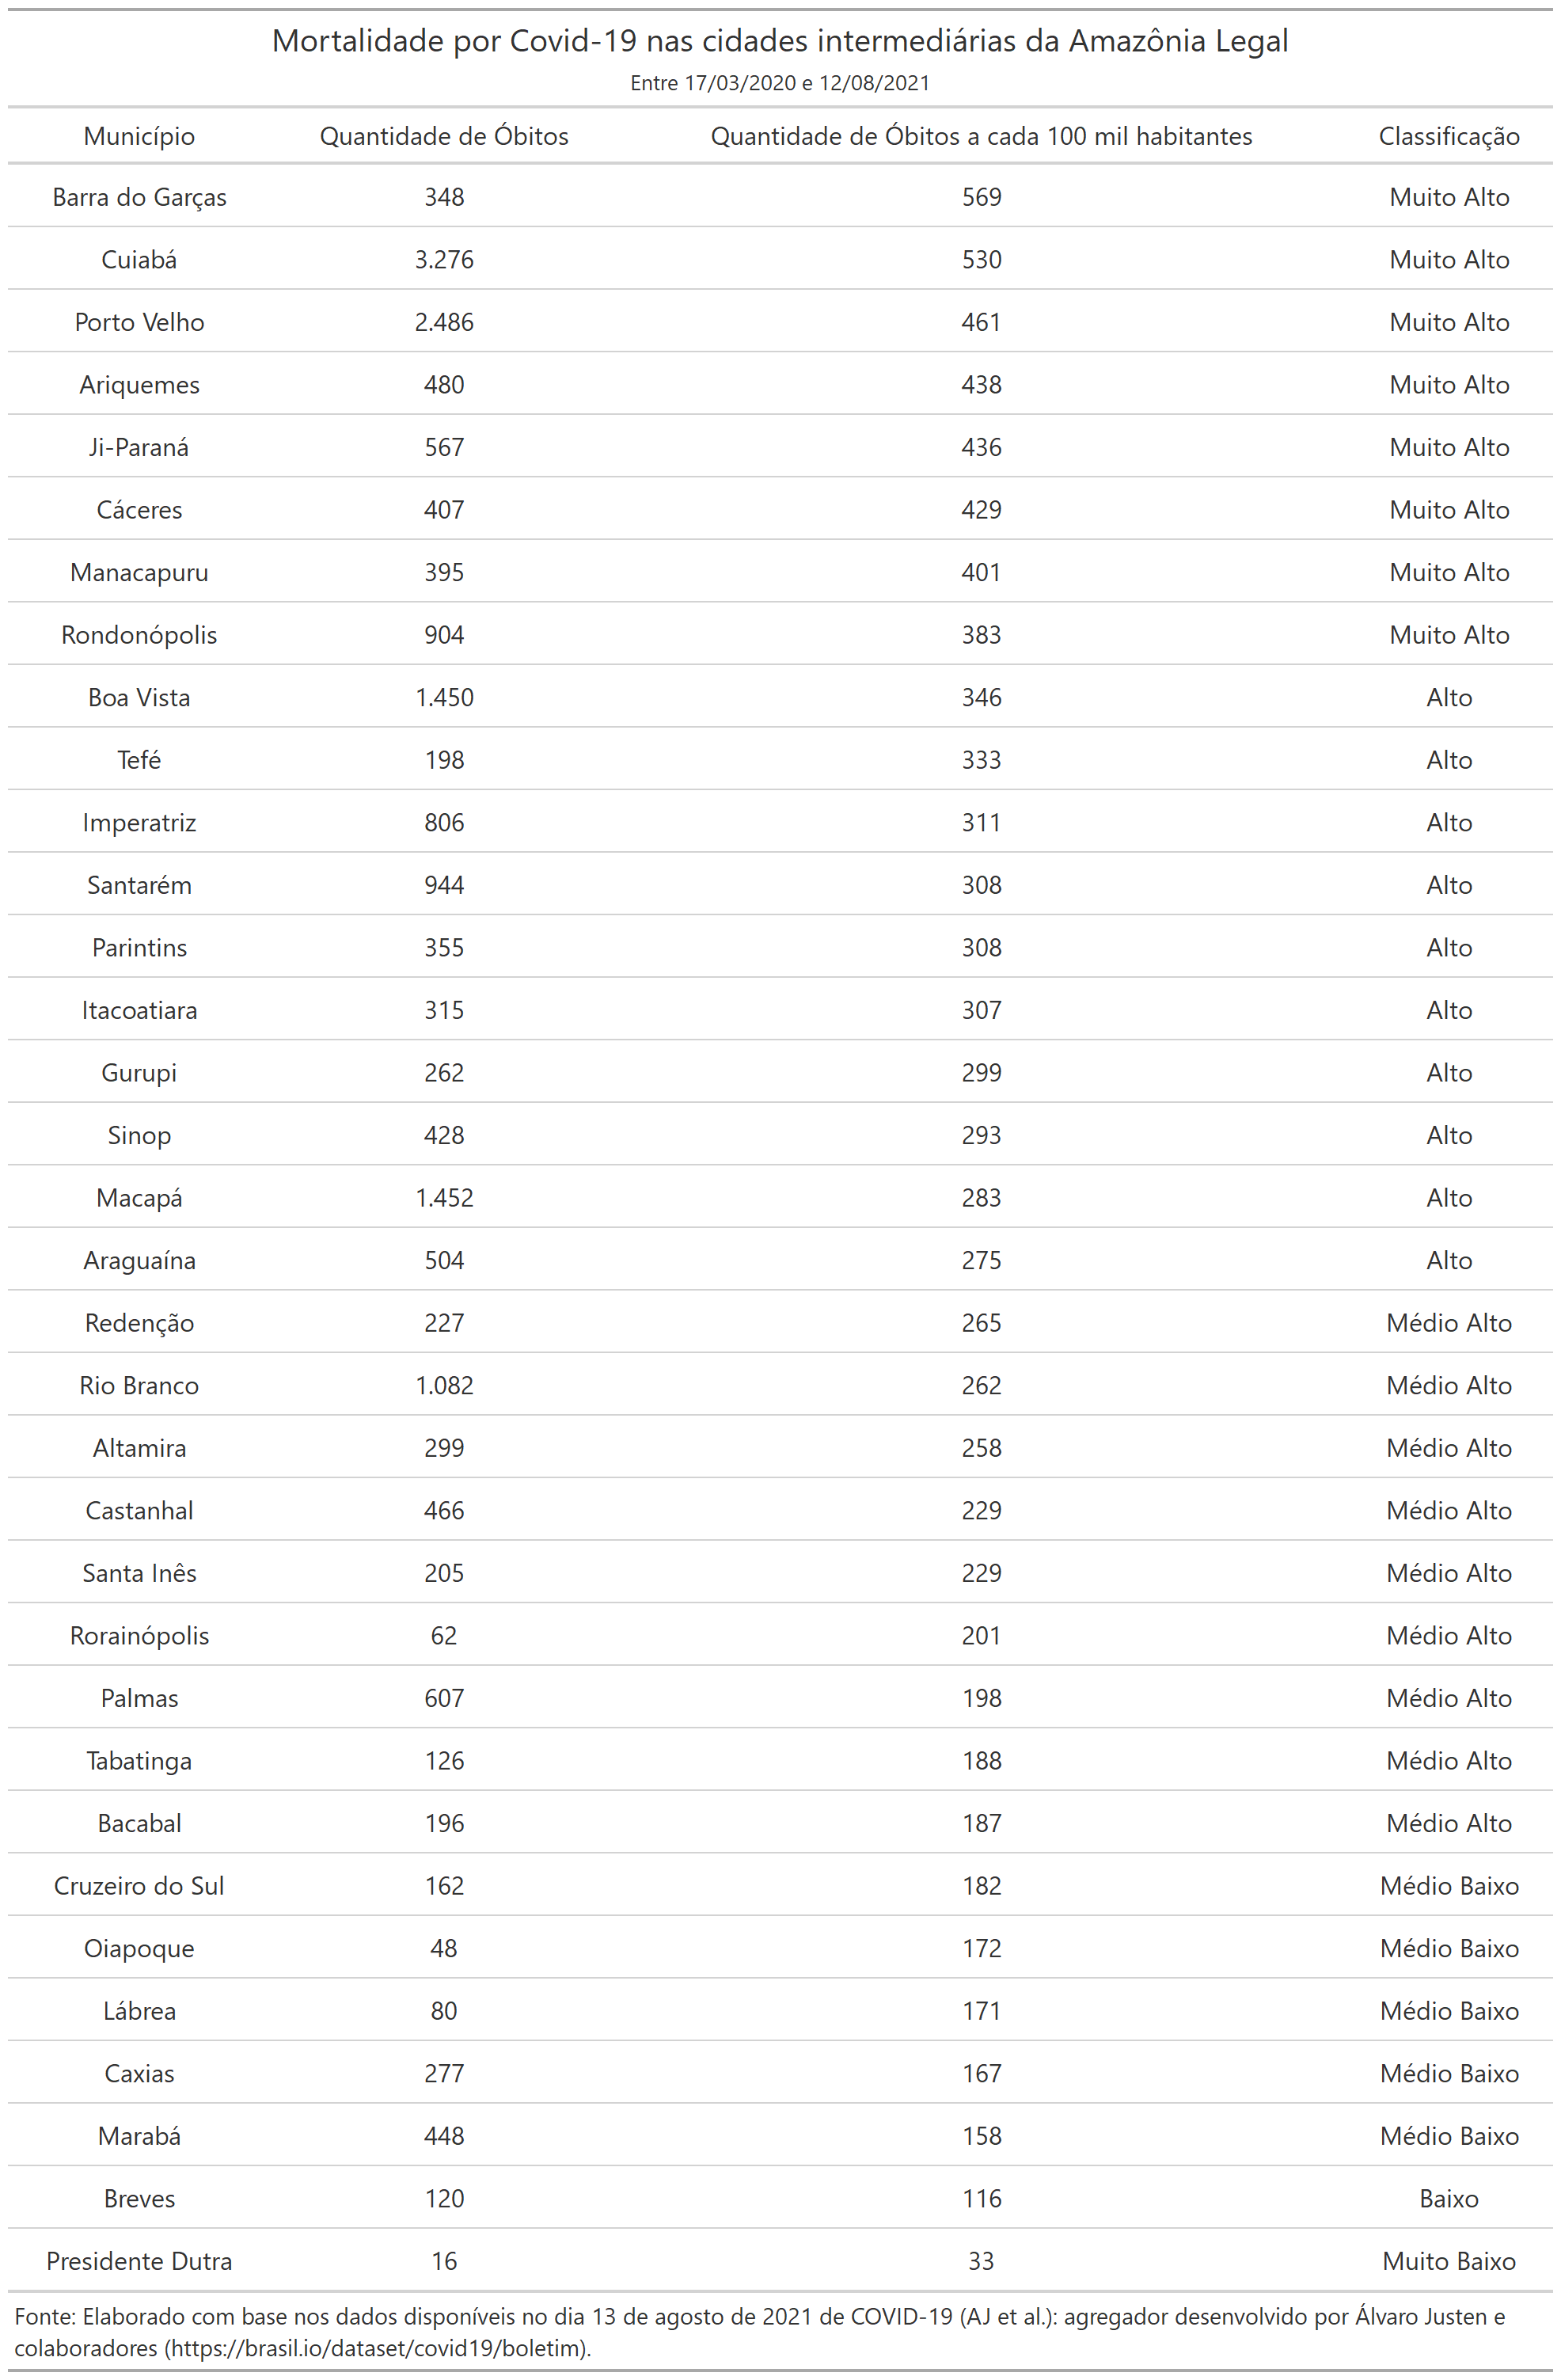 Mortalidade por Covid-19 nas cidades intermediárias da Amazônia Legal
Entre 17/03/2020 e 12/08/2021
Município Quantidade de Óbitos Quantidade de Óbitos a cada 100 mil habitantes Classificação
Barra do Garças 348 569 Muito Alto
Cuiabá 3.276 530 Muito Alto
Porto Velho 2.486 461 Muito Alto
Ariquemes 480 438 Muito Alto
Ji-Paraná 567 436 Muito Alto
Cáceres 407 429 Muito Alto
Manacapuru 395 401 Muito Alto
Rondonópolis 904 383 Muito Alto
Boa Vista 1.450 346 Alto
Tefé 198 333 Alto
Imperatriz 806 311 Alto
Santarém 944 308 Alto
Parintins 355 308 Alto
Itacoatiara 315 307 Alto
Gurupi 262 299 Alto
Sinop 428 293 Alto
Macapá 1.452 283 Alto
Araguaína 504 275 Alto
Redenção 227 265 Médio Alto
Rio Branco 1.082 262 Médio Alto
Altamira 299 258 Médio Alto
Castanhal 466 229 Médio Alto
Santa Inês 205 229 Médio Alto
Rorainópolis 62 201 Médio Alto
Palmas 607 198 Médio Alto
Tabatinga 126 188 Médio Alto
Bacabal 196 187 Médio Alto
Cruzeiro do Sul 162 182 Médio Baixo
Oiapoque 48 172 Médio Baixo
Lábrea 80 171 Médio Baixo
Caxias 277 167 Médio Baixo
Marabá 448 158 Médio Baixo
Breves 120 116 Baixo
Presidente Dutra 16 33 Muito Baixo
Fonte: Elaborado com base nos dados disponíveis no dia 13 de agosto de 2021 de COVID-19 (AJ et al.): agregador desenvolvido por Álvaro Justen e
colaboradores (https://brasil.io/dataset/covid19/boletim).